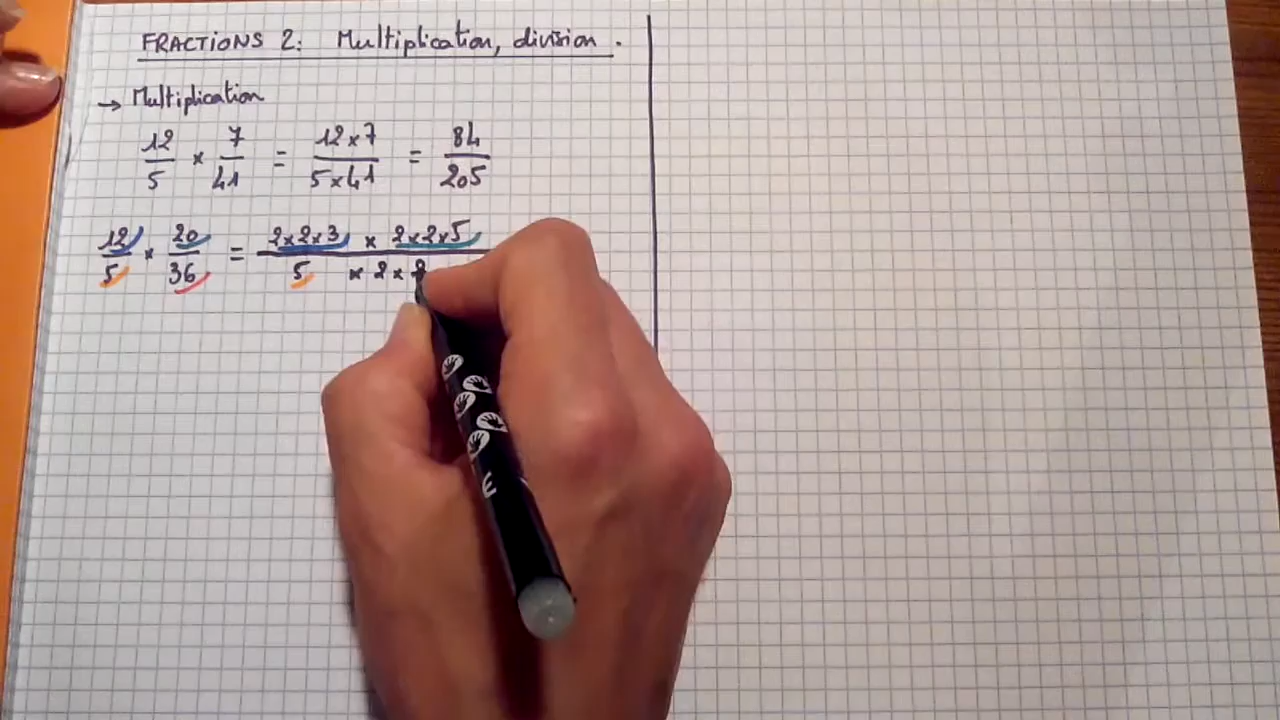 FRACTIONS 2: Multiplication, division.
→ Multiplication
12/5 × 7/41 = 12×7/5×41 = 84/205
12/5 × 20/36 = 2×2×3 × 2×2×5/5 × 2×2